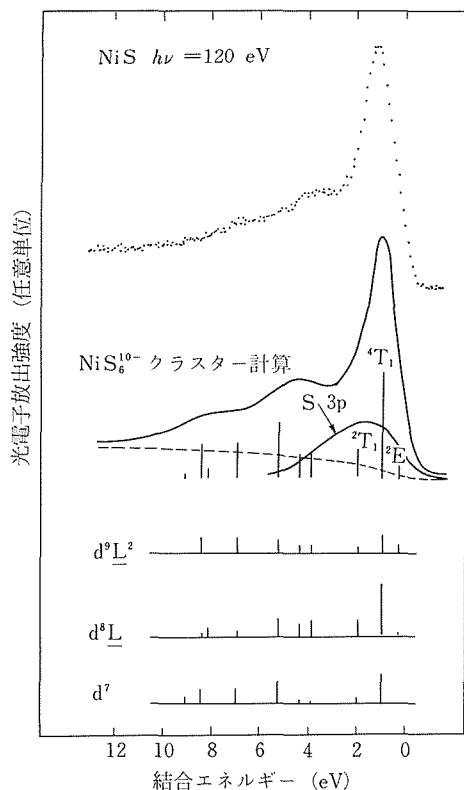 NiS hν =120 eV
光電子放出強度 (任意単位)
NiS₆¹⁰⁻クラスター計算
⁴T₁
S 3p
²T₁
²E
d⁹L̲²
d⁸L̲
d⁷
12 10 8 6 4 2 0
結合エネルギー (eV)